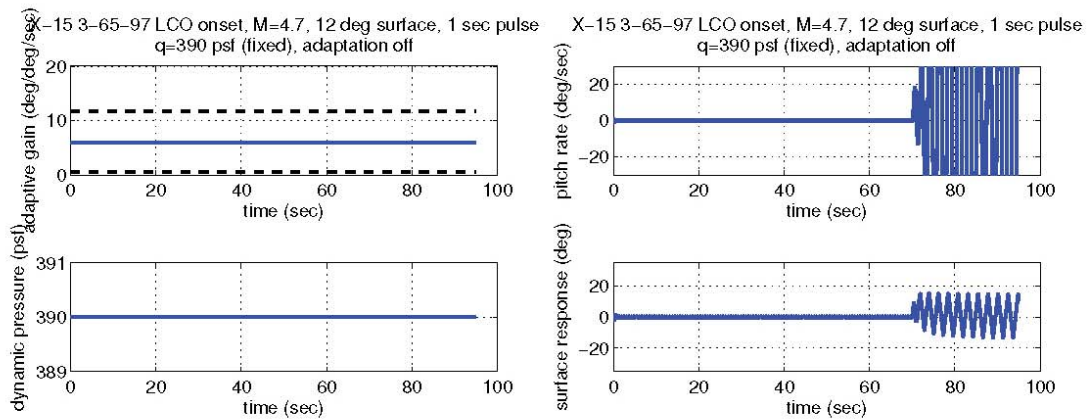 X−15 3−65−97 LCO onset, M=4.7, 12 deg surface, 1 sec pulse
q=390 psf (fixed), adaptation off
adaptive gain (deg/deg/sec)
20
10
0
0 20 40 60 80 100
time (sec)
X−15 3−65−97 LCO onset, M=4.7, 12 deg surface, 1 sec pulse
q=390 psf (fixed), adaptation off
pitch rate (deg/sec)
20
0
−20
0 20 40 60 80 100
time (sec)
dynamic pressure (psf)
391
390
389
0 20 40 60 80 100
time (sec)
surface response (deg)
20
0
−20
0 20 40 60 80 100
time (sec)